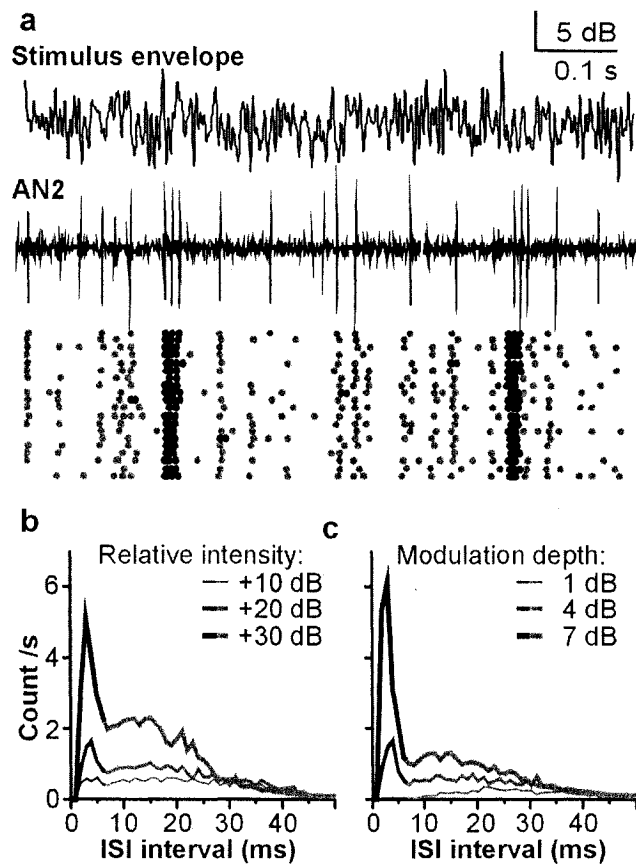 a
5 dB
Stimulus envelope
0.1 s
AN2
b
c
Relative intensity:
Modulation depth:
+10 dB
1 dB
+20 dB
4 dB
+30 dB
7 dB
Count /s
6
4
2
0
0 10 20 30 40
0 10 20 30 40
ISI interval (ms)
ISI interval (ms)